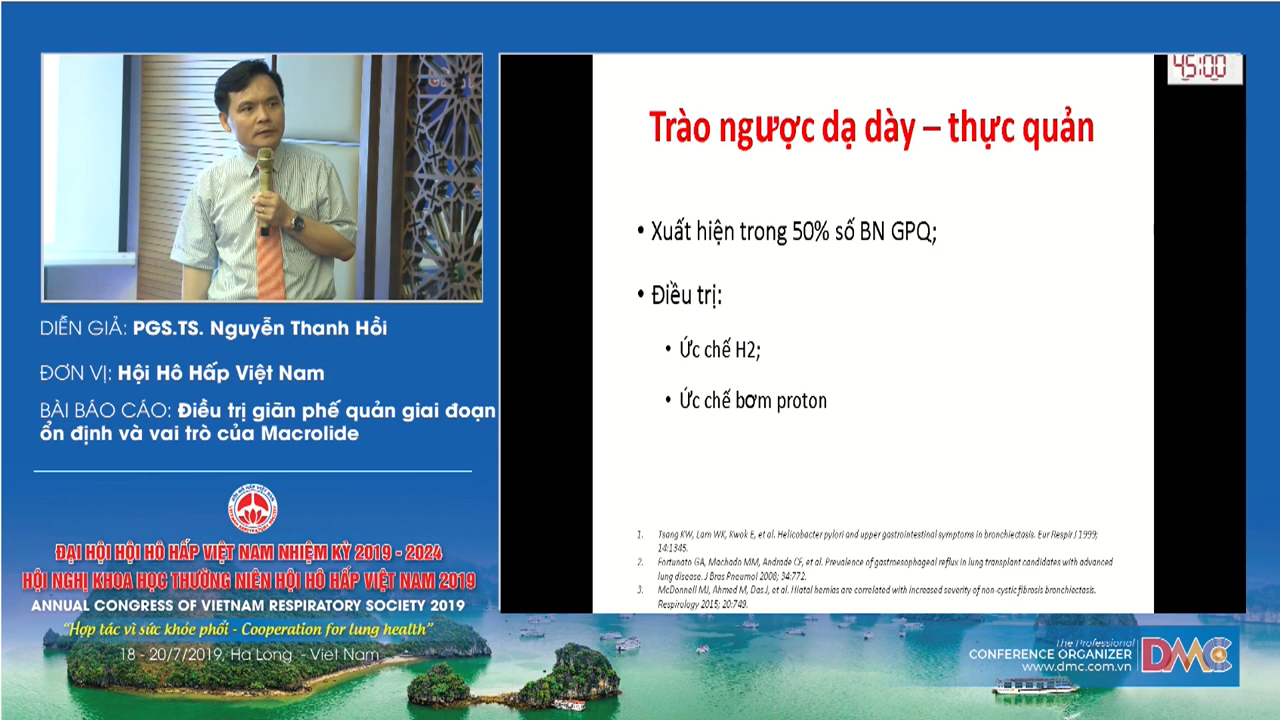 45:00
Trào ngược dạ dày – thực quản
• Xuất hiện trong 50% số BN GPQ;
• Điều trị:
• Ức chế H2;
• Ức chế bơm proton
1. Tsang KW, Lam WK, Kwok E, et al. Helicobacter pylori and upper gastrointestinal symptoms in bronchiectasis. Eur Respir J 1999;
14:1345.
2. Fortunato GA, Machado MM, Andrade CF, et al. Prevalence of gastroesophageal reflux in lung transplant candidates with advanced
lung disease. J Bras Pneumol 2008; 34:772.
3. McDonnell MJ, Ahmed M, Das J, et al. Hiatal hernias are correlated with increased severity of non-cystic fibrosis bronchiectasis.
Respirology 2015; 20:749.
DIỄN GIẢ: PGS.TS. Nguyễn Thanh Hồi
ĐƠN VỊ: Hội Hô Hấp Việt Nam
BÀI BÁO CÁO: Điều trị giãn phế quản giai đoạn
ổn định và vai trò của Macrolide
ĐẠI HỘI HỘI HÔ HẤP VIỆT NAM NHIỆM KỲ 2019 - 2024
HỘI NGHỊ KHOA HỌC THƯỜNG NIÊN HỘI HÔ HẤP VIỆT NAM 2019
ANNUAL CONGRESS OF VIETNAM RESPIRATORY SOCIETY 2019
“Hợp tác vì sức khỏe phổi - Cooperation for lung health”
18 - 20/7/2019, Ha Long - Viet Nam
The Professional
CONFERENCE ORGANIZER
www.dmc.com.vn
DMC